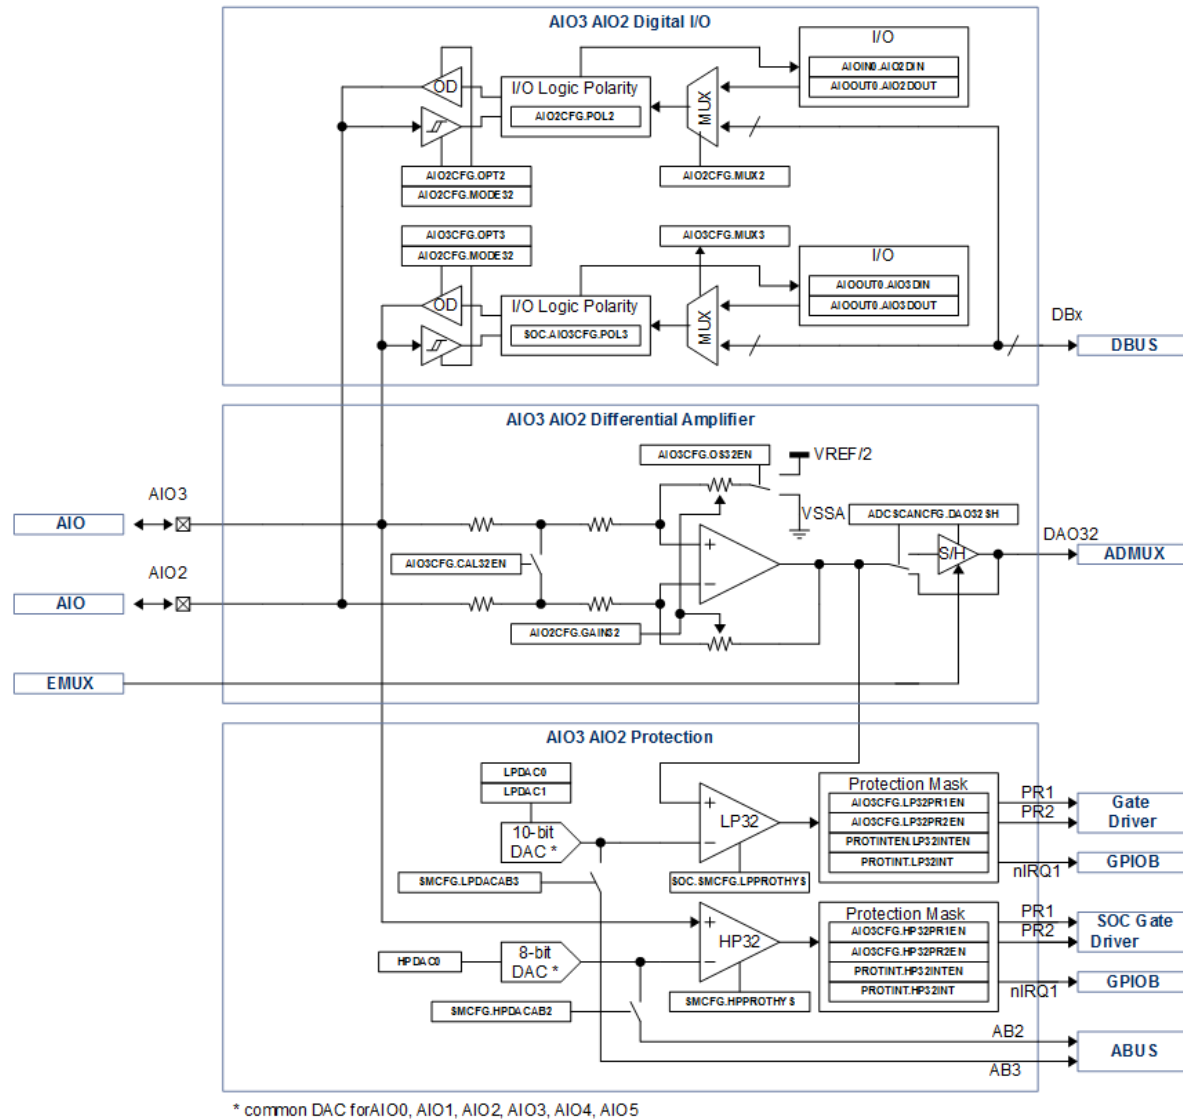 AIO3 AIO2 Digital I/O
I/O
AIOIN0.AIO2DIN
AIOOUT0.AIO2DOUT
OD
I/O Logic Polarity
AIO2CFG.POL2
MUX
AIO2CFG.OPT2
AIO2CFG.MODE32
AIO2CFG.MUX2
AIO3CFG.OPT3
AIO2CFG.MODE32
AIO3CFG.MUX3
I/O
AIOOUT0.AIO3DIN
AIOOUT0.AIO3DOUT
OD
I/O Logic Polarity
SOC.AIO3CFG.POL3
MUX
DBx
DBUS
AIO3 AIO2 Differential Amplifier
AIO3CFG.OS32EN
VREF/2
AIO3
AIO
VSSA
ADCSCANCFG.DAO32SH
DAO32
+
S/H
ADMUX
AIO3CFG.CAL32EN
AIO2
−
AIO
AIO2CFG.GAIN32
EMUX
AIO3 AIO2 Protection
LPDAC0
LPDAC1
10-bit
DAC *
+
LP32
−
Protection Mask
AIO3CFG.LP32PR1EN
AIO3CFG.LP32PR2EN
PROTINTEN.LP32INTEN
PROTINT.LP32INT
PR1
PR2
Gate
Driver
nIRQ1
GPIOB
SMCFG.LPDACAB3
SOC.SMCFG.LPPROTHYS
+
HP32
−
Protection Mask
AIO3CFG.HP32PR1EN
AIO3CFG.HP32PR2EN
PROTINT.HP32INTEN
PROTINT.HP32INT
PR1
PR2
SOC Gate
Driver
nIRQ1
GPIOB
HPDAC0
8-bit
DAC *
SMCFG.HPDACAB2
SMCFG.HPPROTHYS
AB2
ABUS
AB3
* common DAC forAIO0, AIO1, AIO2, AIO3, AIO4, AIO5